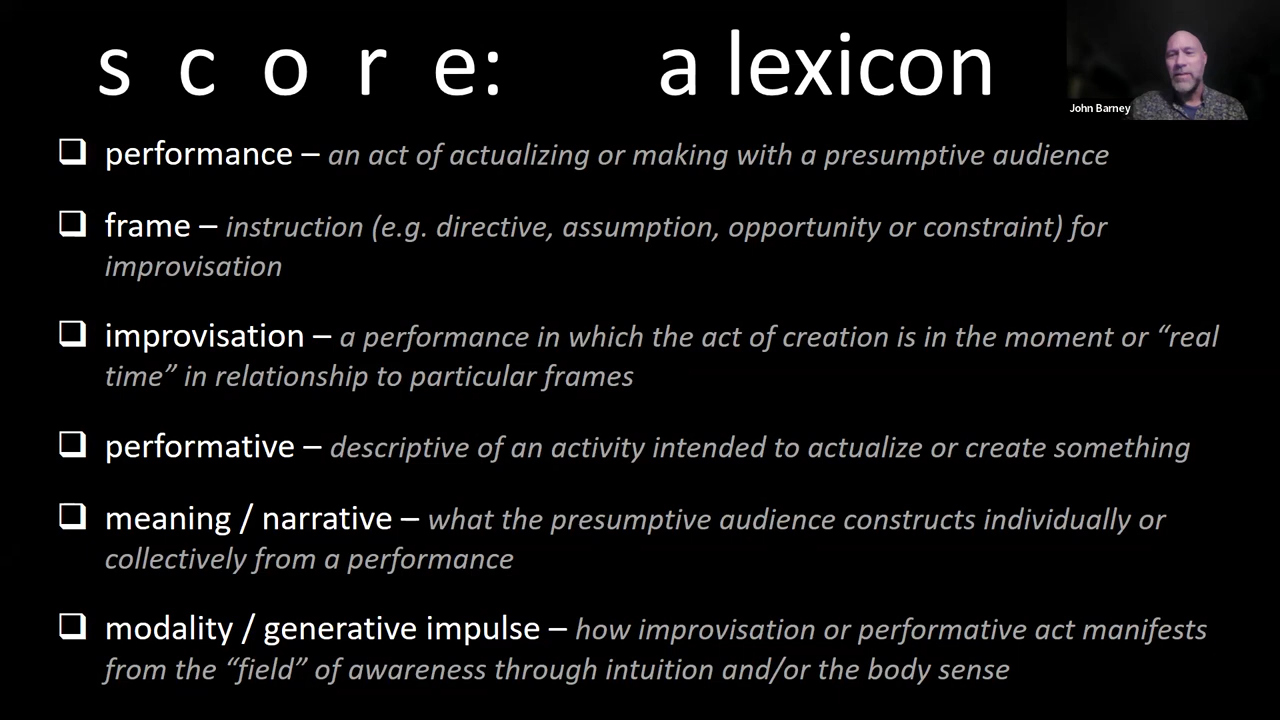 s c o r e: a lexicon
John Barney
❑ performance – an act of actualizing or making with a presumptive audience
❑ frame – instruction (e.g. directive, assumption, opportunity or constraint) for
improvisation
❑ improvisation – a performance in which the act of creation is in the moment or “real
time” in relationship to particular frames
❑ performative – descriptive of an activity intended to actualize or create something
❑ meaning / narrative – what the presumptive audience constructs individually or
collectively from a performance
❑ modality / generative impulse – how improvisation or performative act manifests
from the “field” of awareness through intuition and/or the body sense